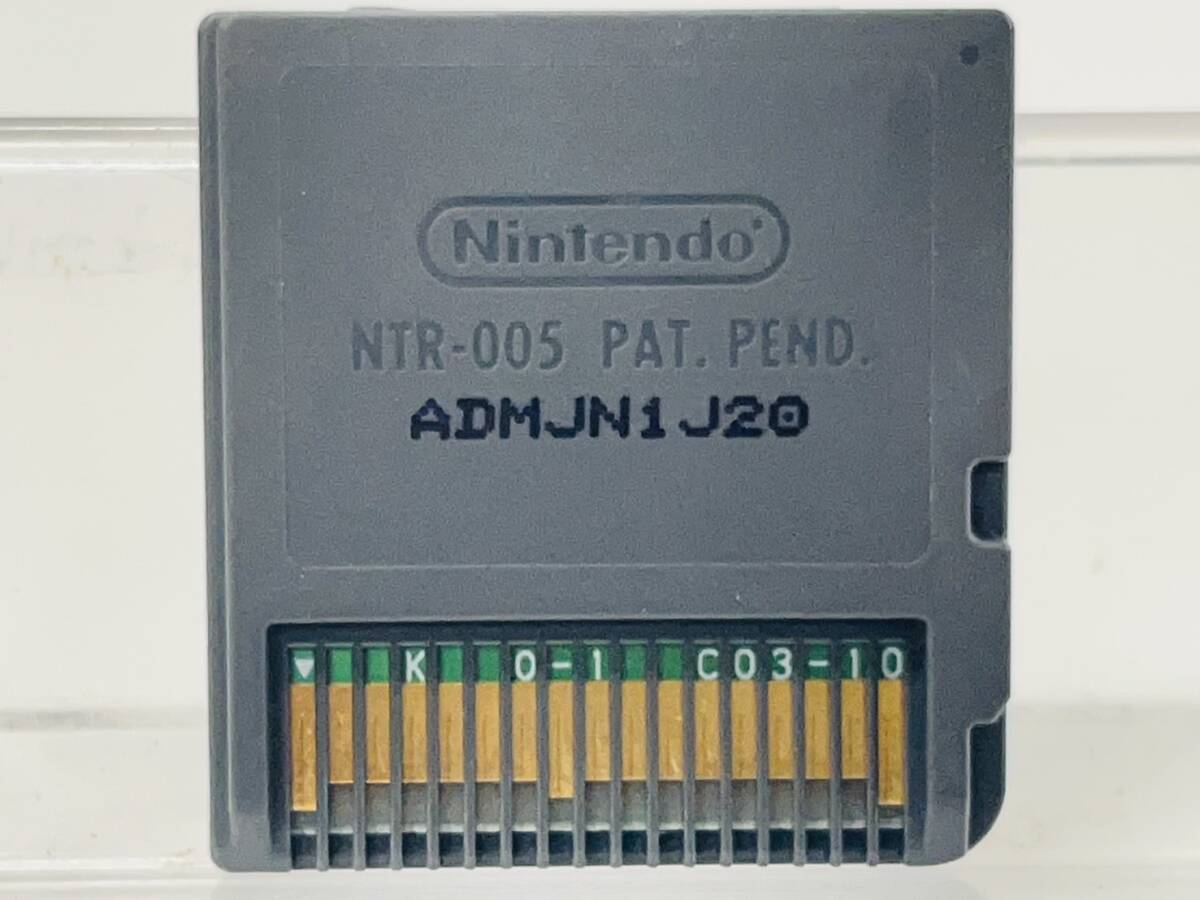 Nintendo
NTR-005 PAT. PEND.
ADMJN1J20
K 0-1 C03-10